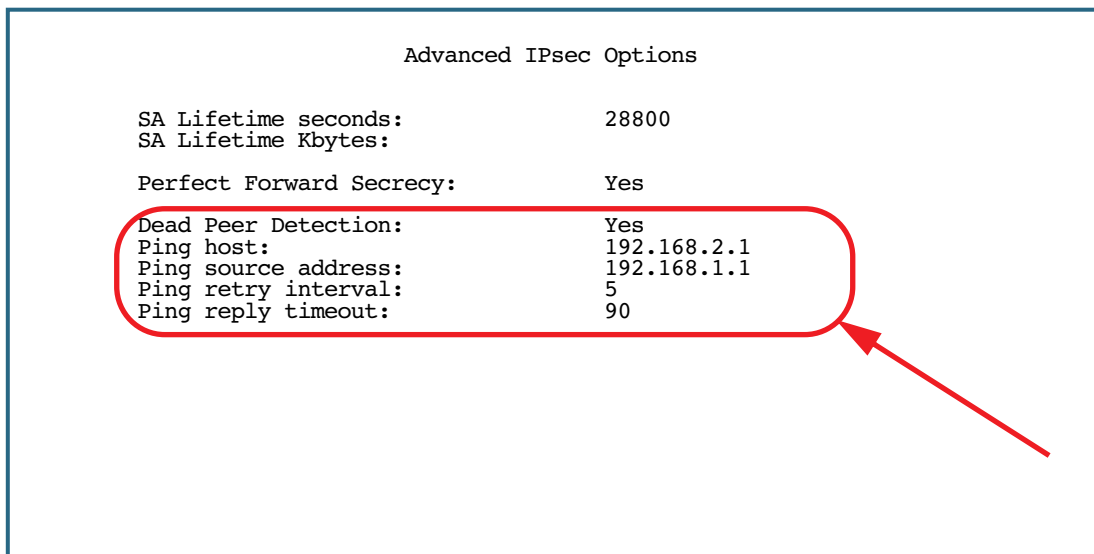 Advanced IPsec Options
SA Lifetime seconds: 28800
SA Lifetime Kbytes:
Perfect Forward Secrecy: Yes
Dead Peer Detection: Yes
Ping host: 192.168.2.1
Ping source address: 192.168.1.1
Ping retry interval: 5
Ping reply timeout: 90